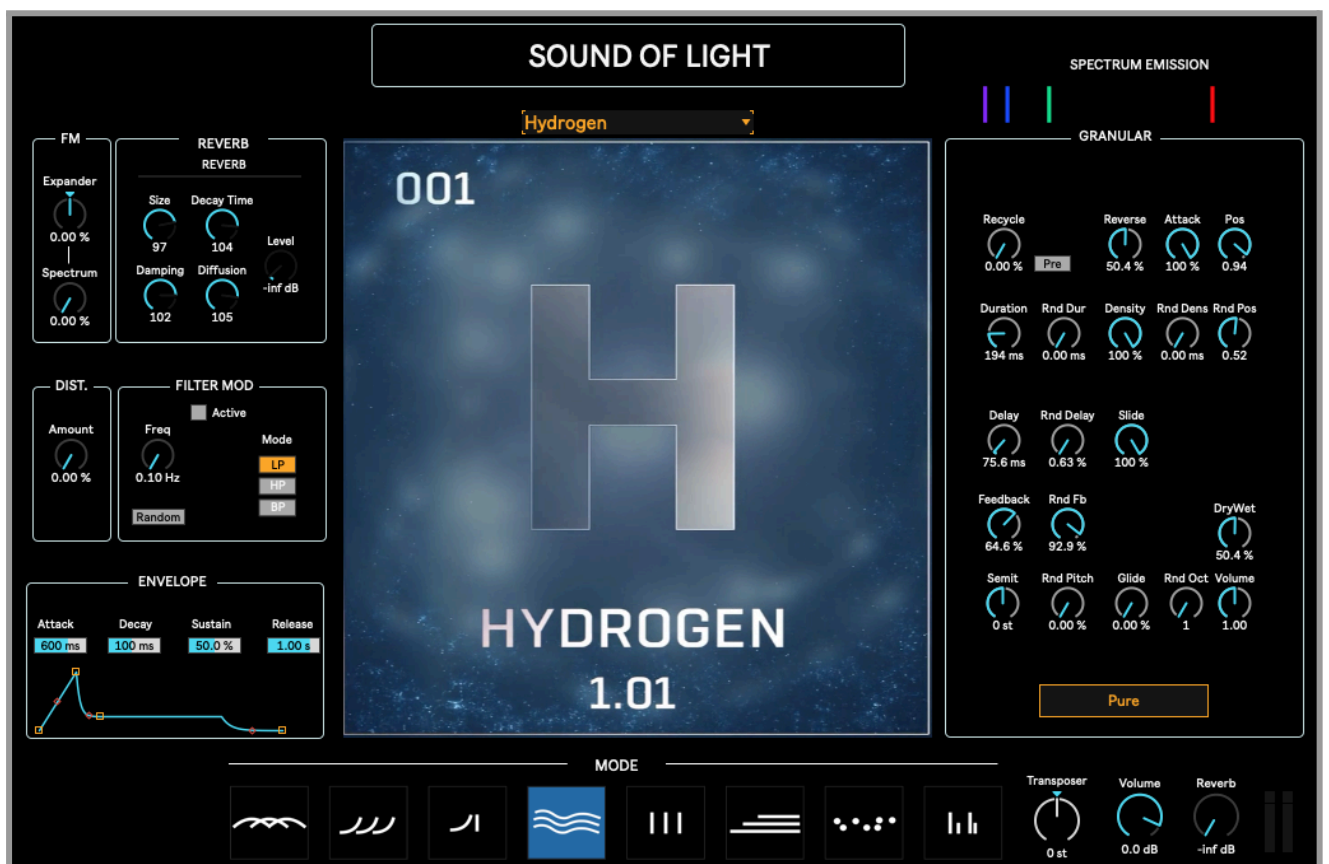 SOUND OF LIGHT
SPECTRUM EMISSION
Hydrogen
FM
Expander
0.00 %
Spectrum
0.00 %
REVERB
REVERB
Size
Decay Time
97
104
Level
-inf dB
Damping
Diffusion
102
105
DIST.
Amount
0.00 %
FILTER MOD
Active
Freq
0.10 Hz
Mode
LP
HP
BP
Random
ENVELOPE
Attack
Decay
Sustain
Release
600 ms
100 ms
50.0 %
1.00 s
001
H
HYDROGEN
1.01
GRANULAR
Recycle
Reverse
Attack
Pos
0.00 %
Pre
50.4 %
100 %
0.94
Duration
Rnd Dur
Density
Rnd Dens
Rnd Pos
194 ms
0.00 ms
100 %
0.00 ms
0.52
Delay
Rnd Delay
Slide
75.6 ms
0.63 %
100 %
Feedback
Rnd Fb
DryWet
64.6 %
92.9 %
50.4 %
Semit
Rnd Pitch
Glide
Rnd Oct
Volume
0 st
0.00 %
0.00 %
1
1.00
Pure
MODE
Transposer
Volume
Reverb
0 st
0.0 dB
-inf dB